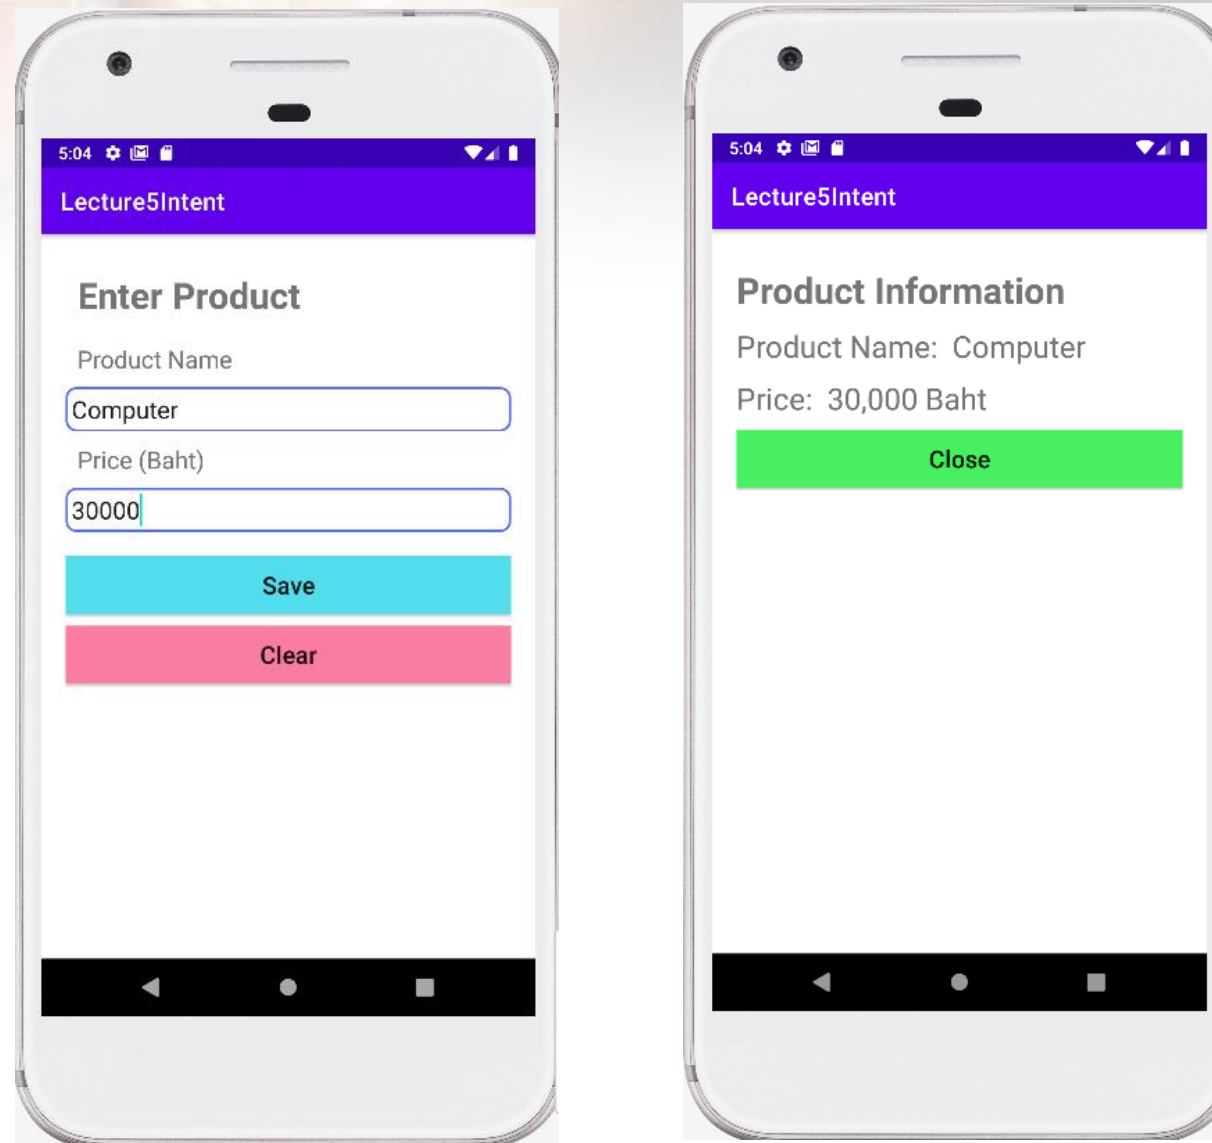 5:04
Lecture5Intent
Enter Product
Product Name
Computer
Price (Baht)
30000
Save
Clear
5:04
Lecture5Intent
Product Information
Product Name: Computer
Price: 30,000 Baht
Close